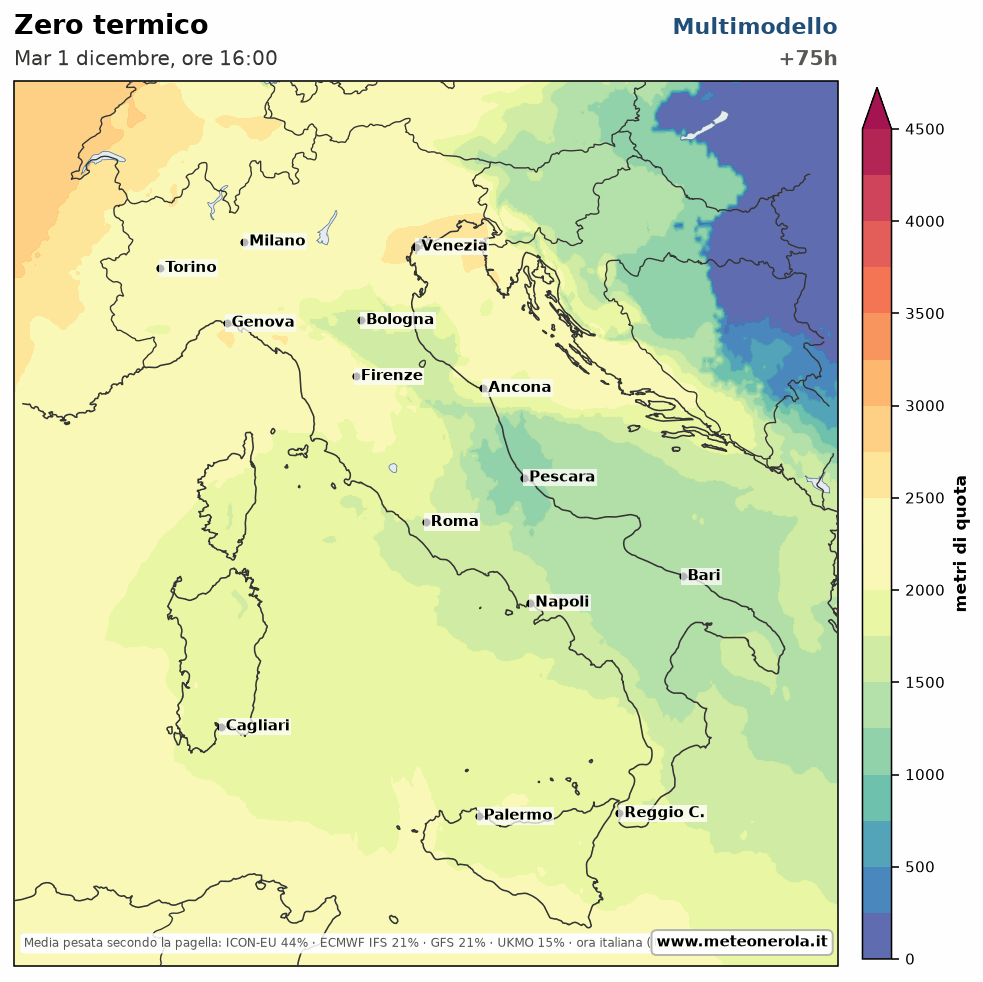 Zero termico
Multimodello
Mar 1 dicembre, ore 16:00
+75h
4500
4000
3500
3000
2500
2000
1500
1000
500
0
metri di quota
Milano
Venezia
Torino
Genova
Bologna
Firenze
Ancona
Pescara
Roma
Bari
Napoli
Cagliari
Palermo
Reggio C.
Media pesata secondo la pagella: ICON-EU 44% · ECMWF IFS 21% · GFS 21% · UKMO 15% · ora italiana (
www.meteonerola.it